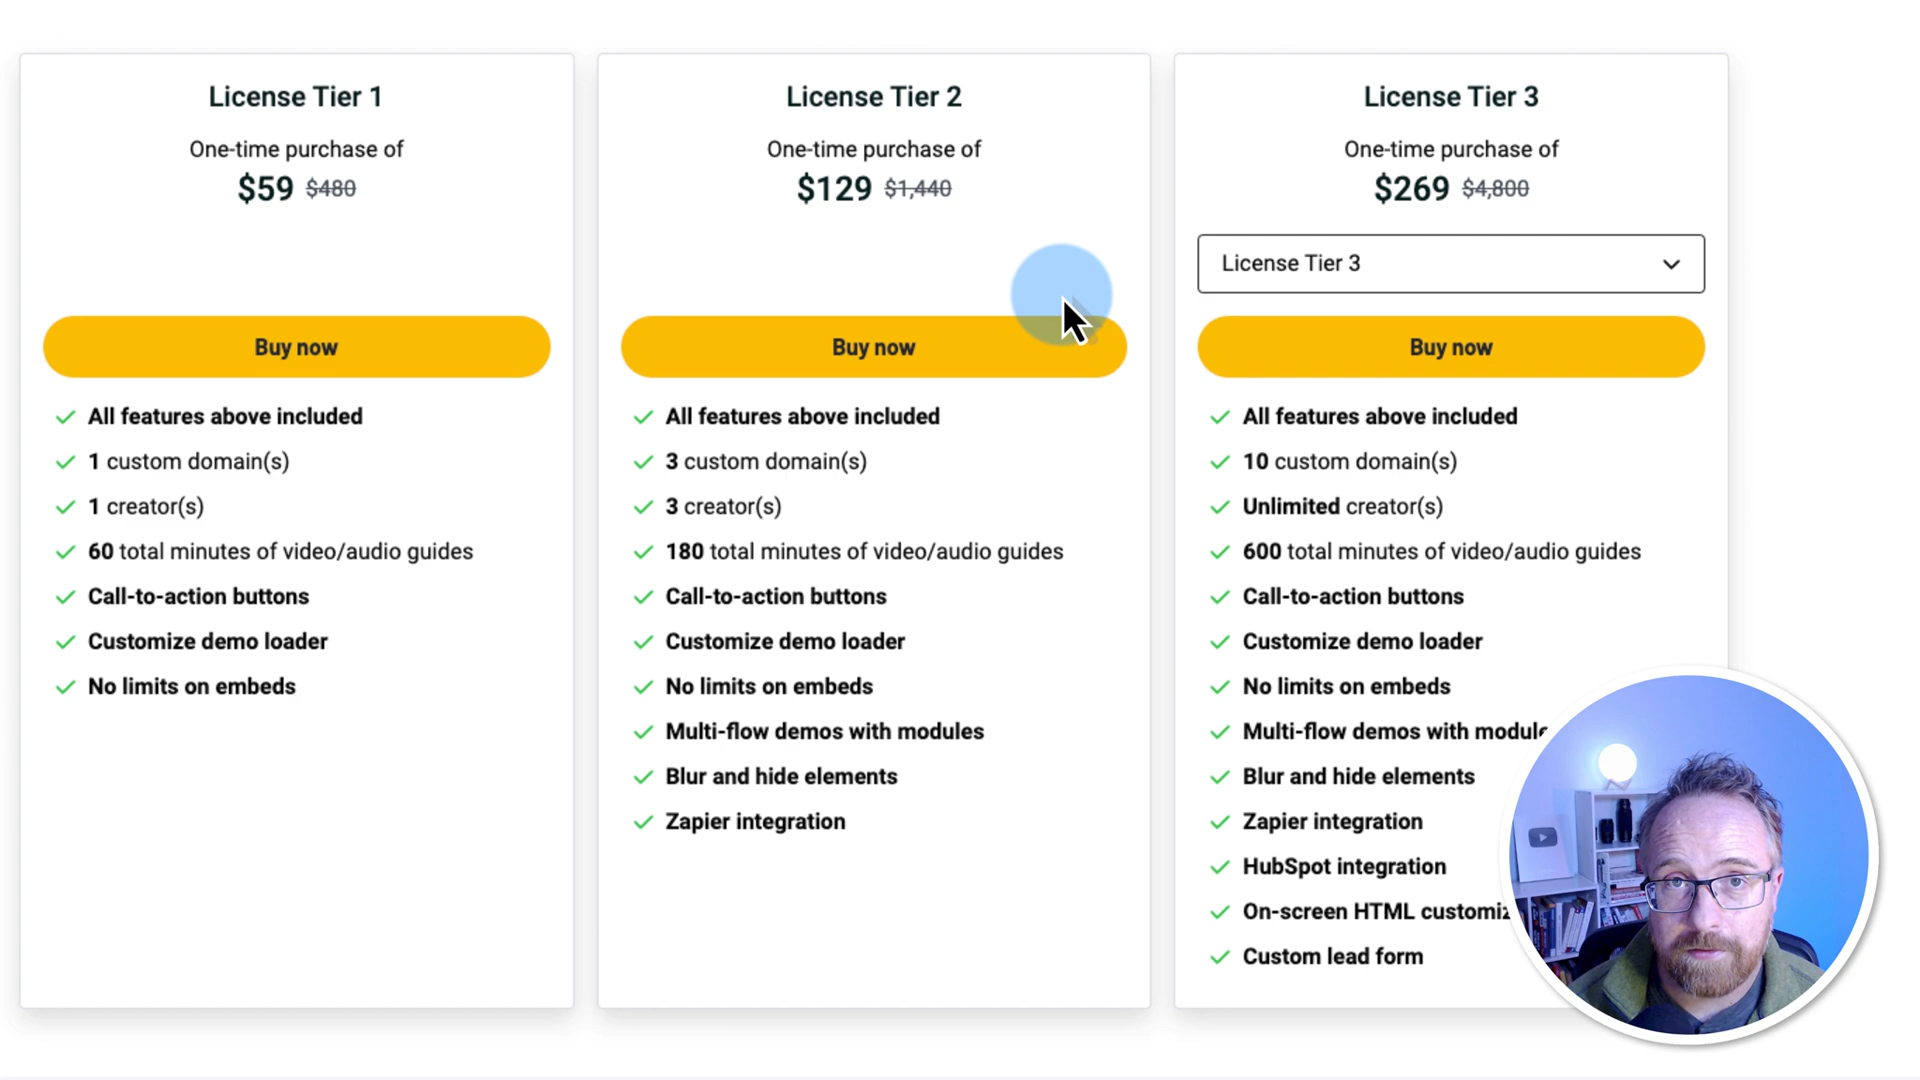 License Tier 1
One-time purchase of
$59 $480
Buy now
All features above included
1 custom domain(s)
1 creator(s)
60 total minutes of video/audio guides
Call-to-action buttons
Customize demo loader
No limits on embeds
License Tier 2
One-time purchase of
$129 $1,440
Buy now
All features above included
3 custom domain(s)
3 creator(s)
180 total minutes of video/audio guides
Call-to-action buttons
Customize demo loader
No limits on embeds
Multi-flow demos with modules
Blur and hide elements
Zapier integration
License Tier 3
One-time purchase of
$269 $4,800
License Tier 3
Buy now
All features above included
10 custom domain(s)
Unlimited creator(s)
600 total minutes of video/audio guides
Call-to-action buttons
Customize demo loader
No limits on embeds
Multi-flow demos with
Blur and hide elements
Zapier integration
HubSpot integration
On-screen HTML
Custom lead form